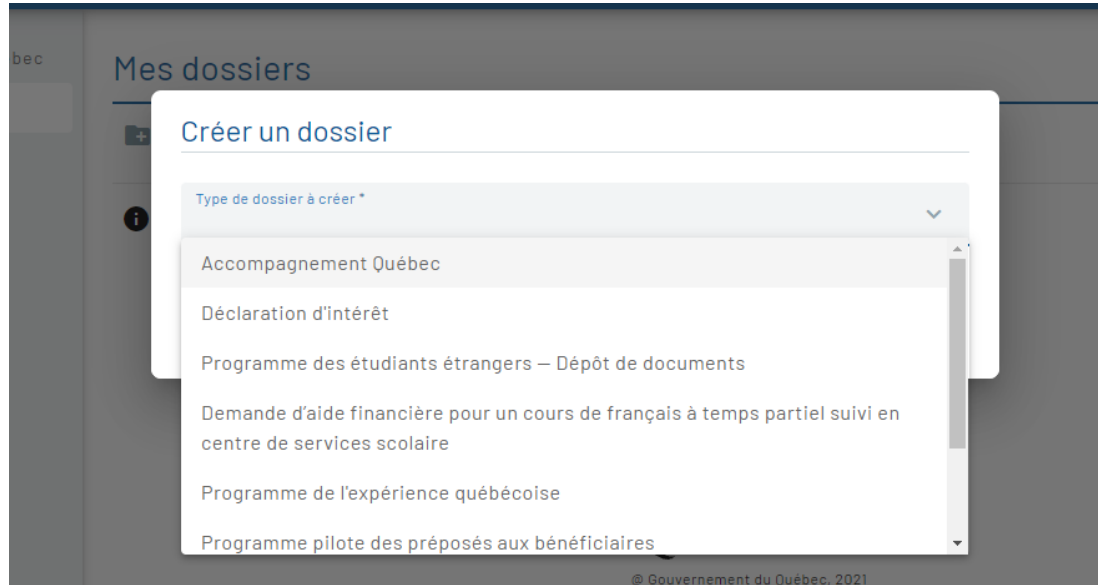 bec
Mes dossiers
Créer un dossier
Type de dossier à créer *
Accompagnement Québec
Déclaration d'intérêt
Programme des étudiants étrangers — Dépôt de documents
Demande d’aide financière pour un cours de français à temps partiel suivi en
centre de services scolaire
Programme de l'expérience québécoise
Programme pilote des préposés aux bénéficiaires
@ Gouvernement du Québec, 2021